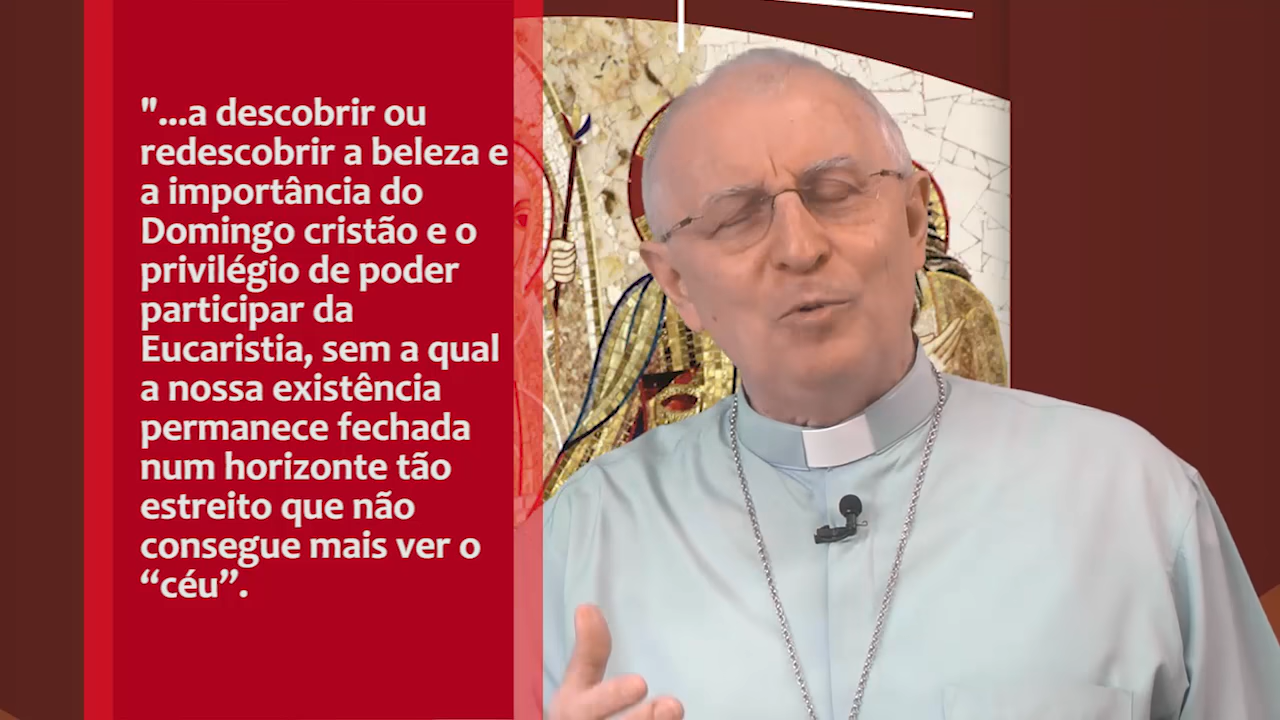 "...a descobrir ou
redescobrir a beleza e
a importância do
Domingo cristão e o
privilégio de poder
participar da
Eucaristia, sem a qual
a nossa existência
permanece fechada
num horizonte tão
estreito que não
consegue mais ver o
“céu”.